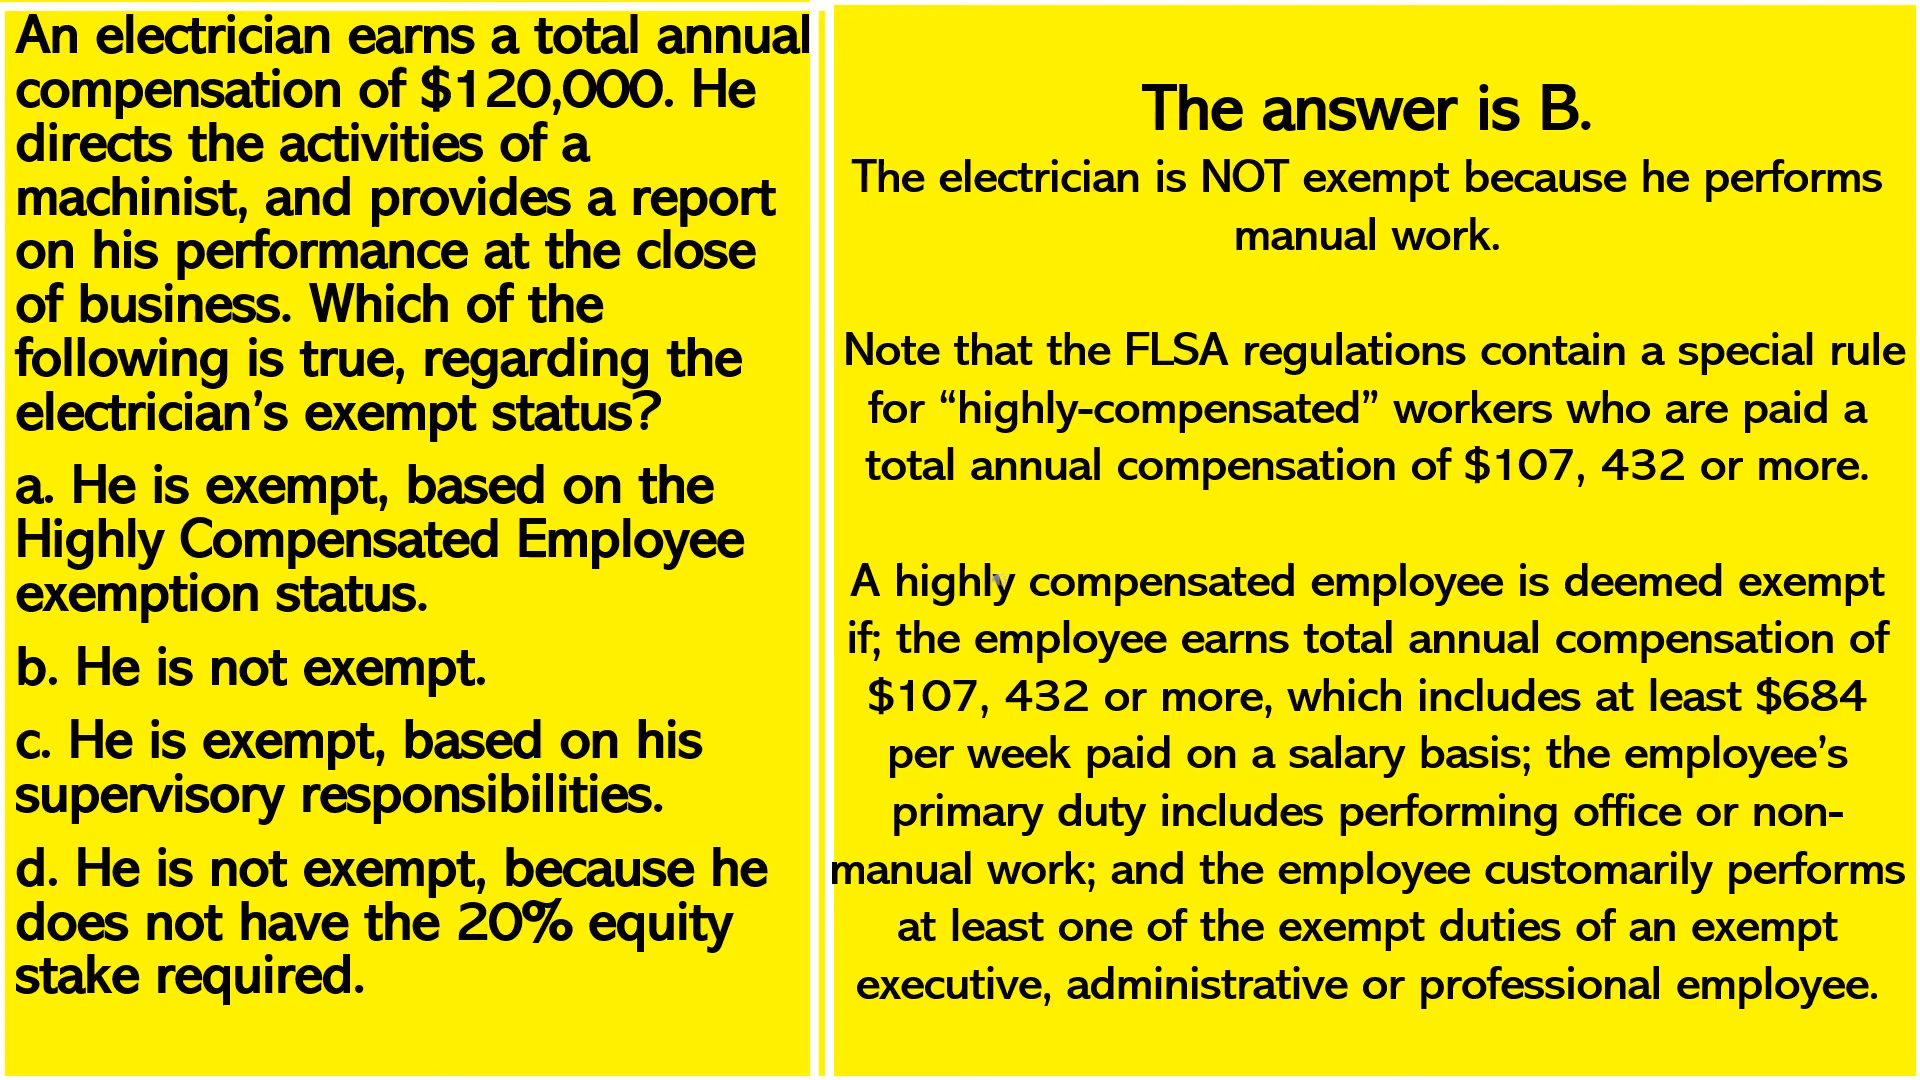 An electrician earns a total annual
compensation of $120,000. He
directs the activities of a
machinist, and provides a report
on his performance at the close
of business. Which of the
following is true, regarding the
electrician’s exempt status?
a. He is exempt, based on the
Highly Compensated Employee
exemption status.
b. He is not exempt.
c. He is exempt, based on his
supervisory responsibilities.
d. He is not exempt, because he
does not have the 20% equity
stake required.
The answer is B.
The electrician is NOT exempt because he performs
manual work.
Note that the FLSA regulations contain a special rule
for “highly-compensated” workers who are paid a
total annual compensation of $107, 432 or more.
A highly compensated employee is deemed exempt
if; the employee earns total annual compensation of
$107, 432 or more, which includes at least $684
per week paid on a salary basis; the employee’s
primary duty includes performing office or non-
manual work; and the employee customarily performs
at least one of the exempt duties of an exempt
executive, administrative or professional employee.